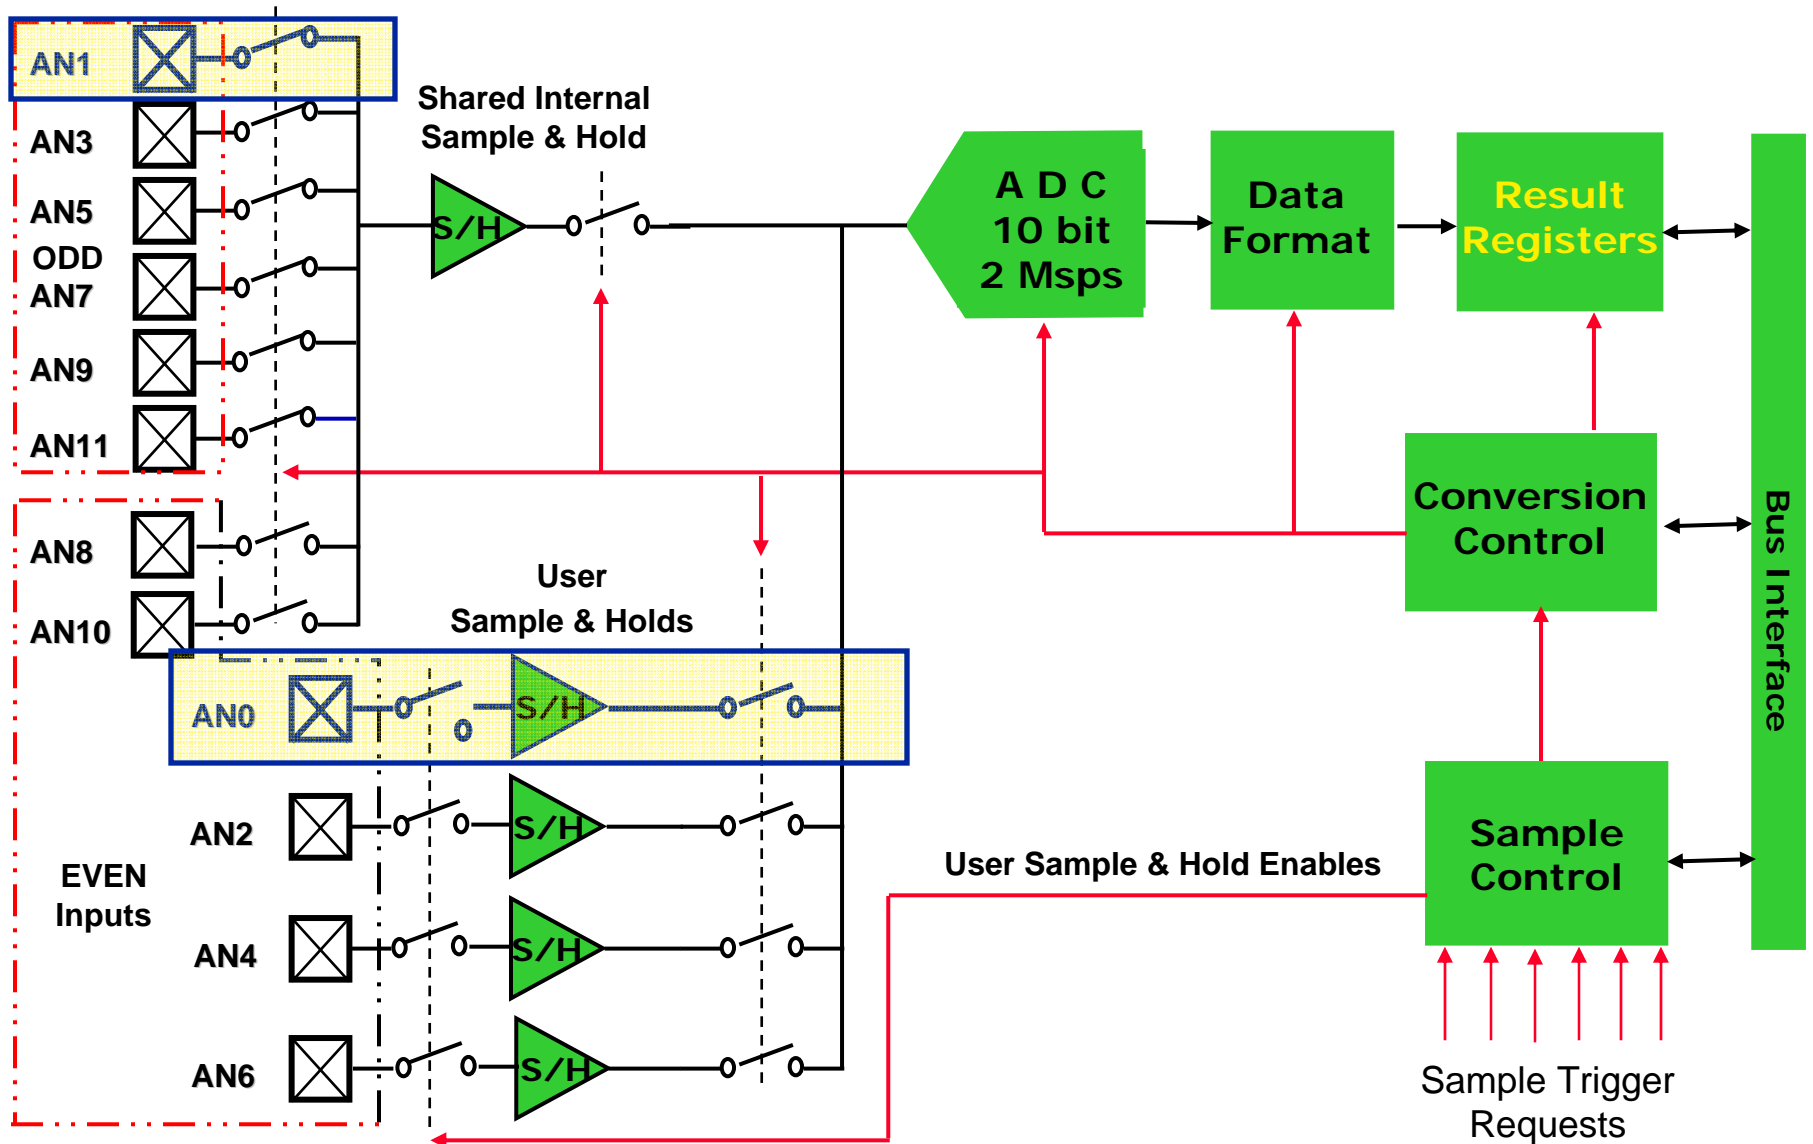 AN1
AN3
AN5
ODD
AN7
AN9
AN11
AN8
AN10
Shared Internal
Sample & Hold
S/H
A D C
10 bit
2 Msps
Data
Format
Result
Registers
Conversion
Control
Bus Interface
User
Sample & Holds
AN0
S/H
AN2
S/H
EVEN
Inputs
AN4
S/H
AN6
S/H
User Sample & Hold Enables
Sample
Control
Sample Trigger
Requests